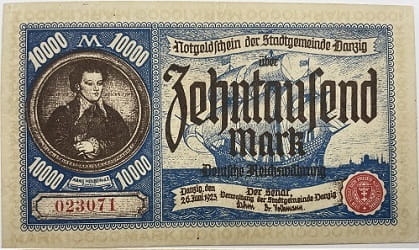 10000 M 10000
10000 10000
023071
Notgeldschein der Stadtgemeinde Danzig
über
Zehntausend
Mark
Deutsche Reichswährung
Danzig, den
26. Juni 1923
Der Senat.
Verwaltung der Stadtgemeinde Danzig